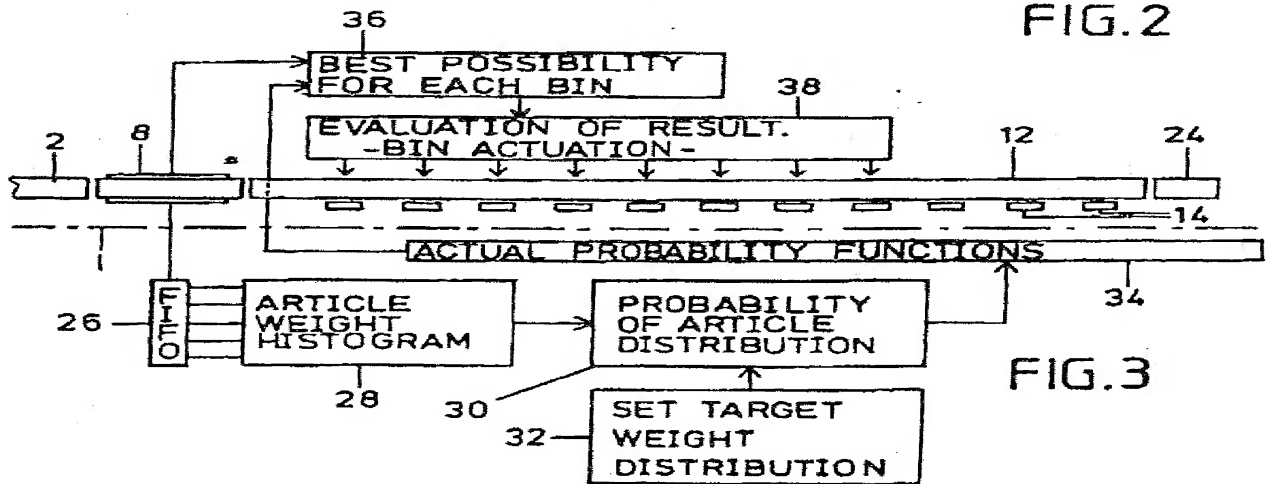 FIG.2
36
BEST POSSIBILITY
FOR EACH BIN
38
EVALUATION OF RESULT.
-BIN ACTUATION-
2
8
12
24
14
ACTUAL PROBABILITY FUNCTIONS
34
26
FIFO
ARTICLE
WEIGHT
HISTOGRAM
28
PROBABILITY
OF ARTICLE
DISTRIBUTION
30
FIG.3
SET TARGET
WEIGHT
DISTRIBUTION
32